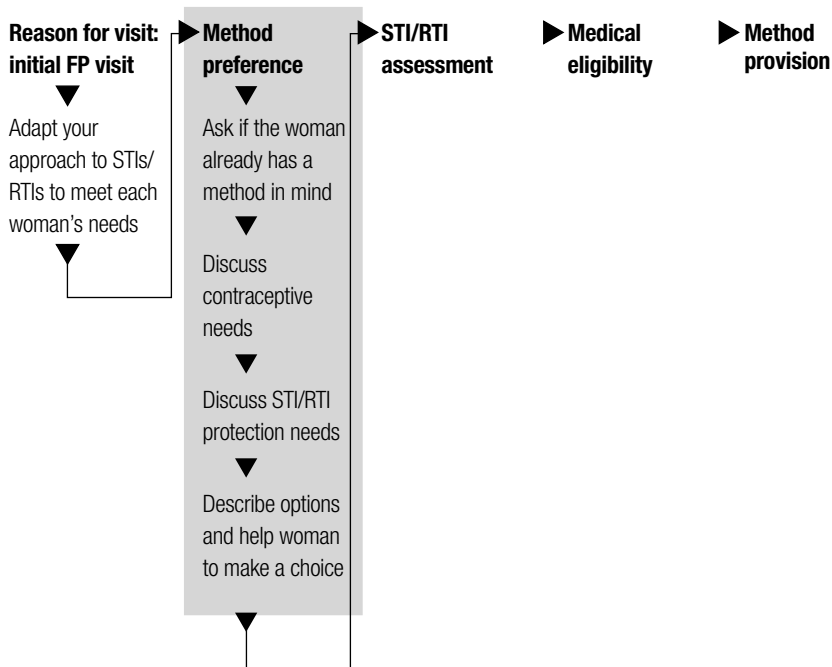 Reason for visit:
initial FP visit
Adapt your
approach to STIs/
RTIs to meet each
woman's needs
Method
preference
Ask if the woman
already has a
method in mind
Discuss
contraceptive
needs
Discuss STI/RTI
protection needs
Describe options
and help woman
to make a choice
STI/RTI
assessment
Medical
eligibility
Method
provision